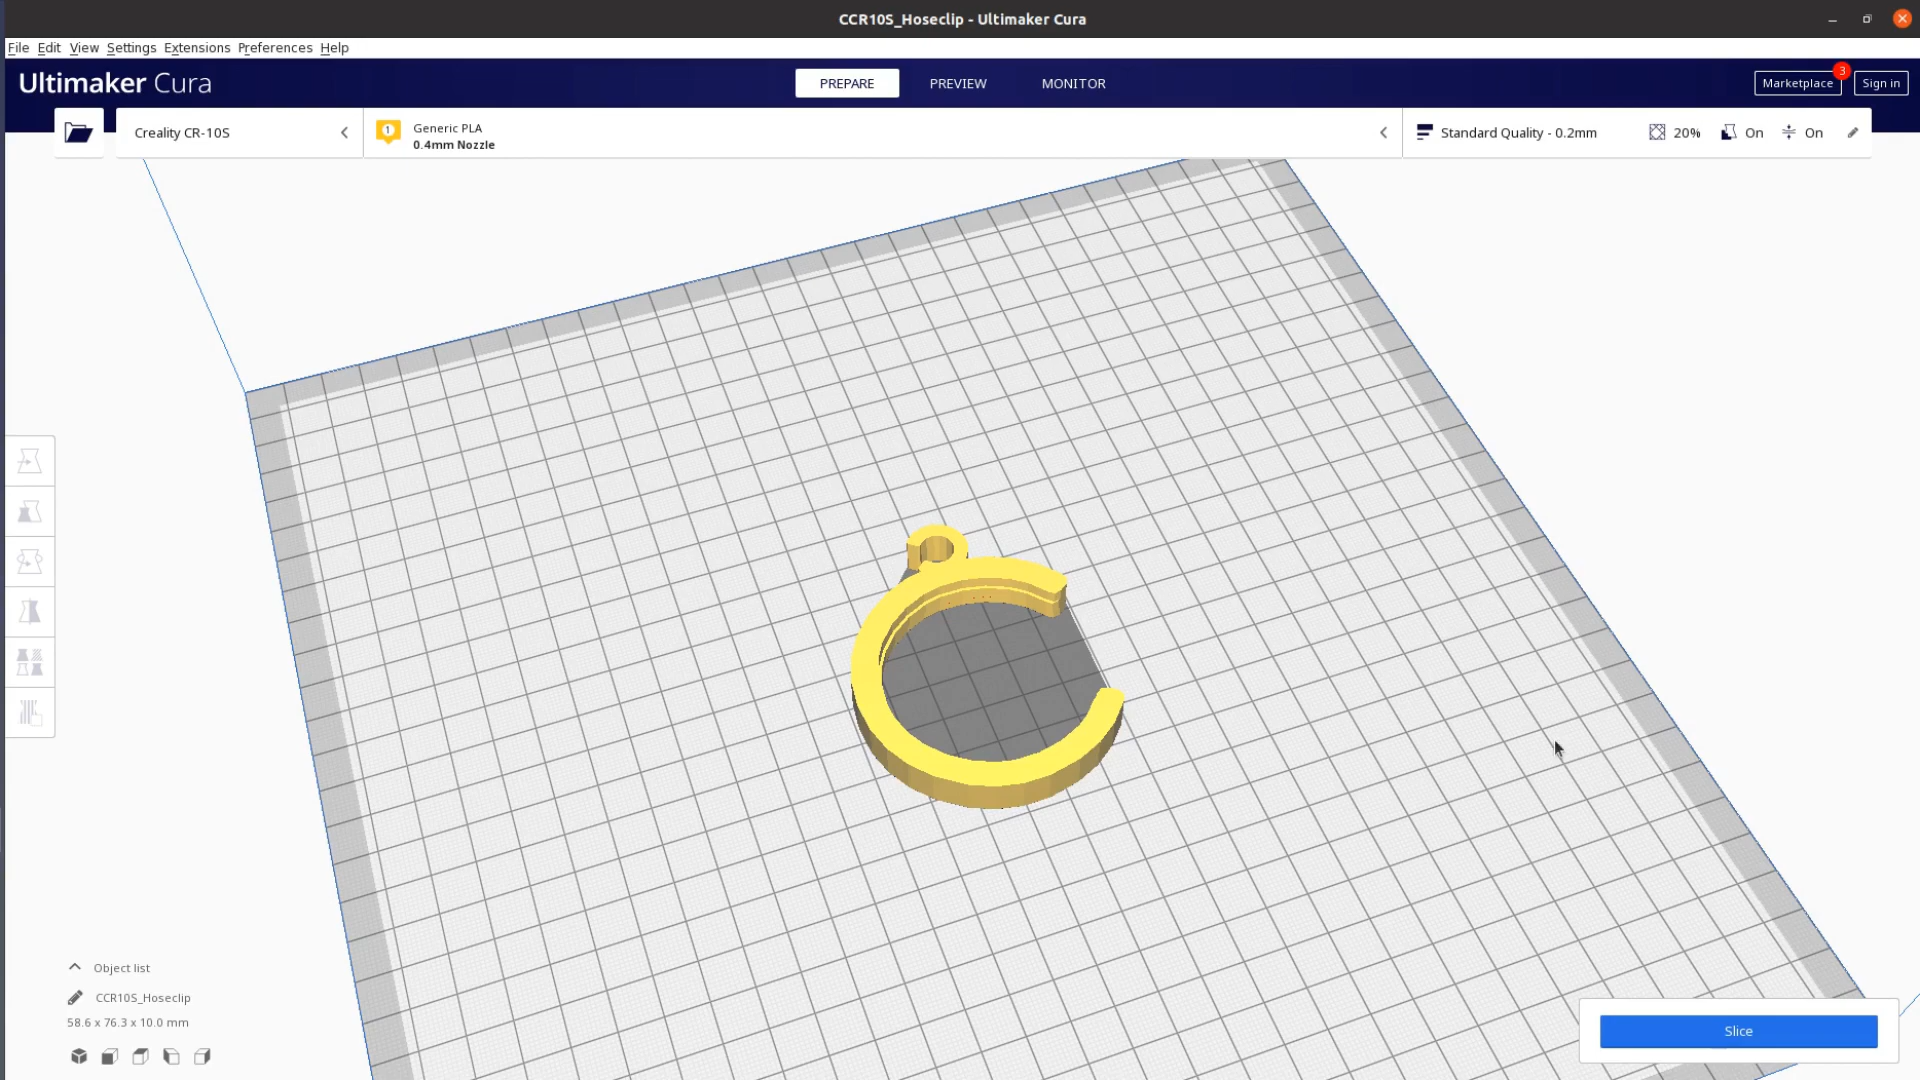 CCR10S_Hoseclip - Ultimaker Cura
File Edit View Settings Extensions Preferences Help
Ultimaker Cura
PREPARE PREVIEW MONITOR
Marketplace 3 Sign in
Creality CR-10S
1 Generic PLA
0.4mm Nozzle
Standard Quality - 0.2mm 20% On On
Object list
CCR10S_Hoseclip
58.6 x 76.3 x 10.0 mm
Slice